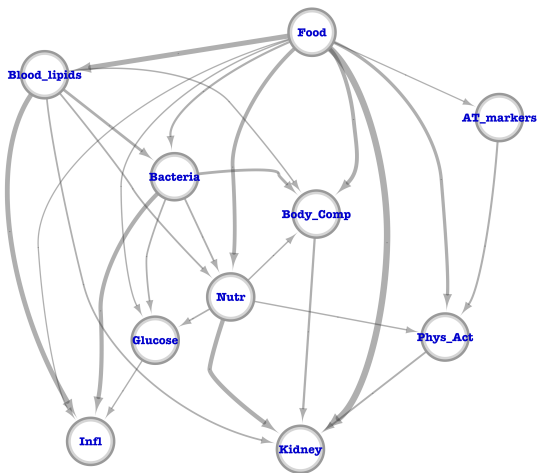 Food
Blood_lipids
AT_markers
Bacteria
Body_Comp
Nutr
Glucose
Phys_Act
Infl
Kidney